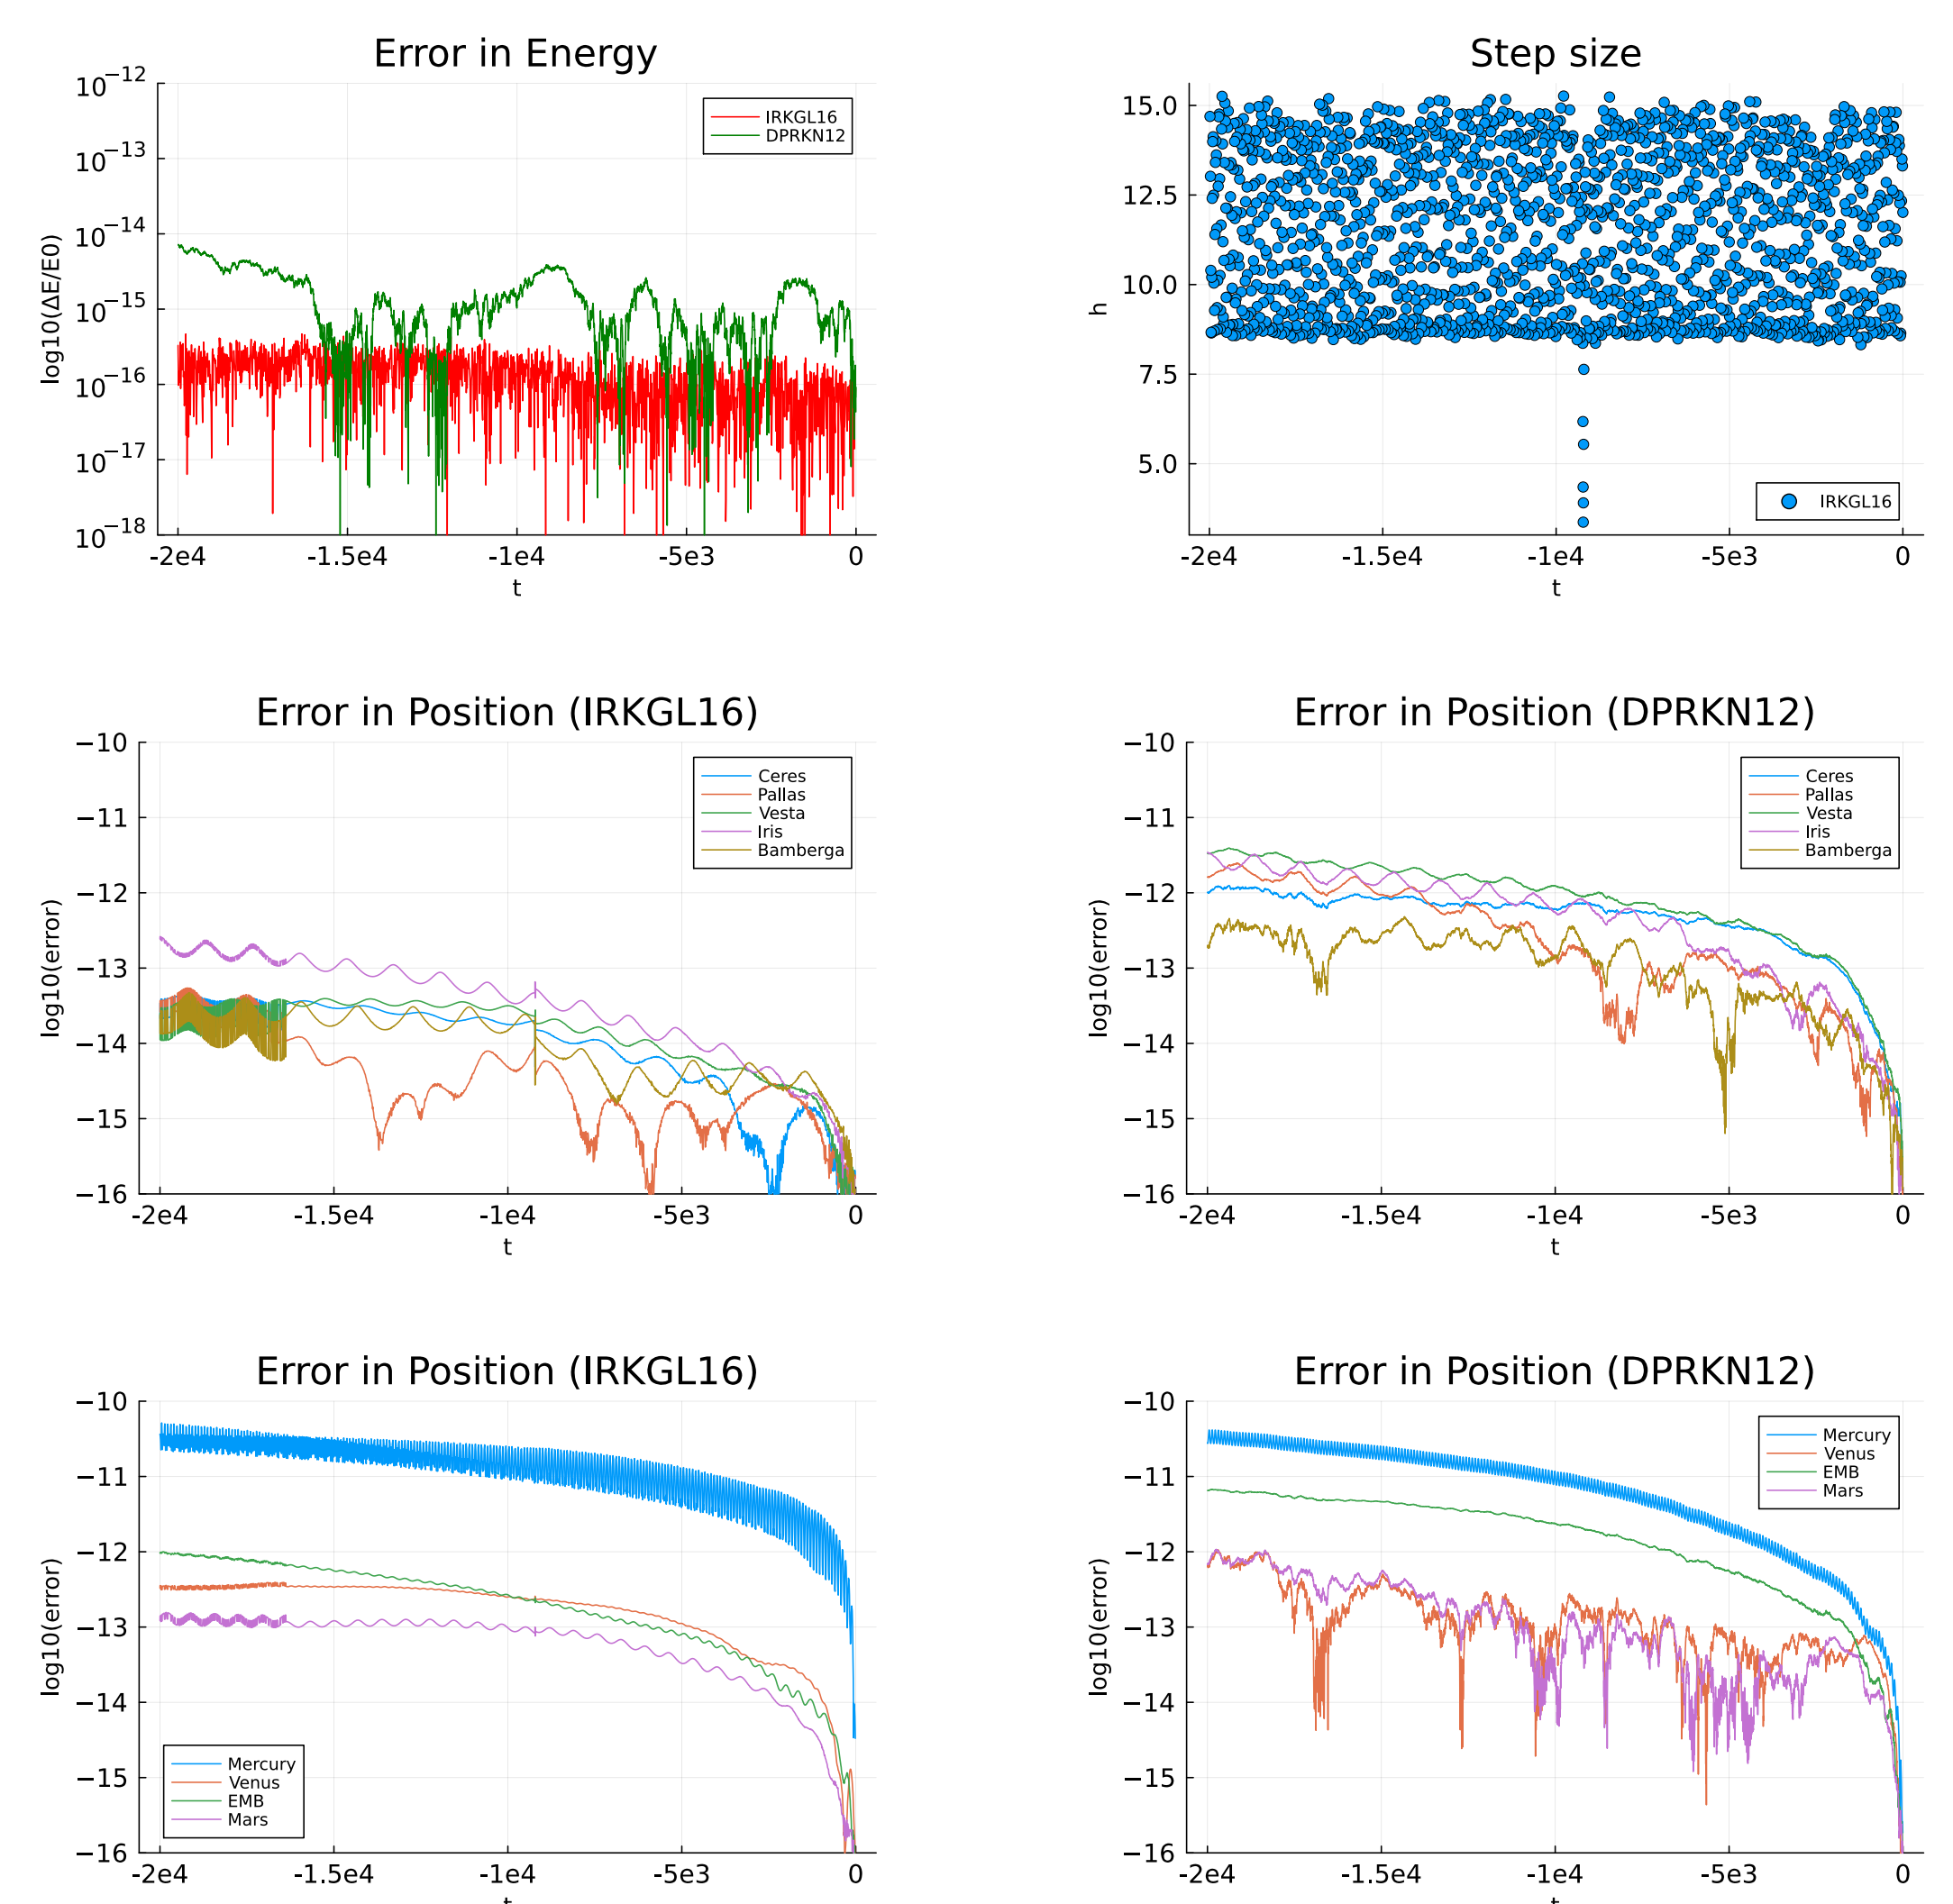 Error in Energy
10−12
10−13
10−14
10−15
10−16
10−17
10−18
log10(ΔE/E0)
IRKGL16
DPRKN12
-2e4 -1.5e4 -1e4 -5e3 0
t
Step size
15.0
12.5
10.0
7.5
5.0
h
IRKGL16
-2e4 -1.5e4 -1e4 -5e3 0
t
Error in Position (IRKGL16)
−10
−11
−12
−13
−14
−15
−16
log10(error)
Ceres
Pallas
Vesta
Iris
Bamberga
-2e4 -1.5e4 -1e4 -5e3 0
t
Error in Position (DPRKN12)
−10
−11
−12
−13
−14
−15
−16
log10(error)
Ceres
Pallas
Vesta
Iris
Bamberga
-2e4 -1.5e4 -1e4 -5e3 0
t
Error in Position (IRKGL16)
−10
−11
−12
−13
−14
−15
−16
log10(error)
Mercury
Venus
EMB
Mars
-2e4 -1.5e4 -1e4 -5e3 0
t
Error in Position (DPRKN12)
−10
−11
−12
−13
−14
−15
−16
log10(error)
Mercury
Venus
EMB
Mars
-2e4 -1.5e4 -1e4 -5e3 0
t